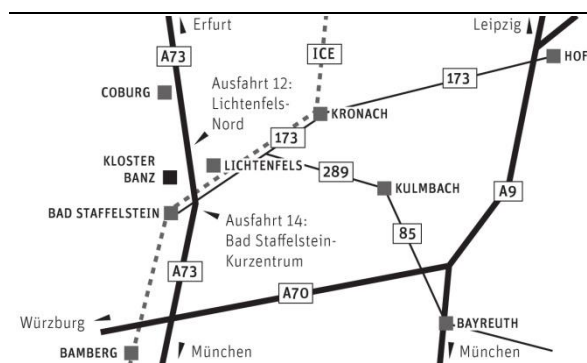 Erfurt
Leipzig
A73
ICE
HOF
173
COBURG
Ausfahrt 12:
Lichtenfels-
Nord
KRONACH
173
KLOSTER
BANZ
LICHTENFELS
289
KULMBACH
A9
BAD STAFFELSTEIN
Ausfahrt 14:
Bad Staffelstein-
Kurzentrum
85
A73
A70
Würzburg
BAYREUTH
BAMBERG
München
München